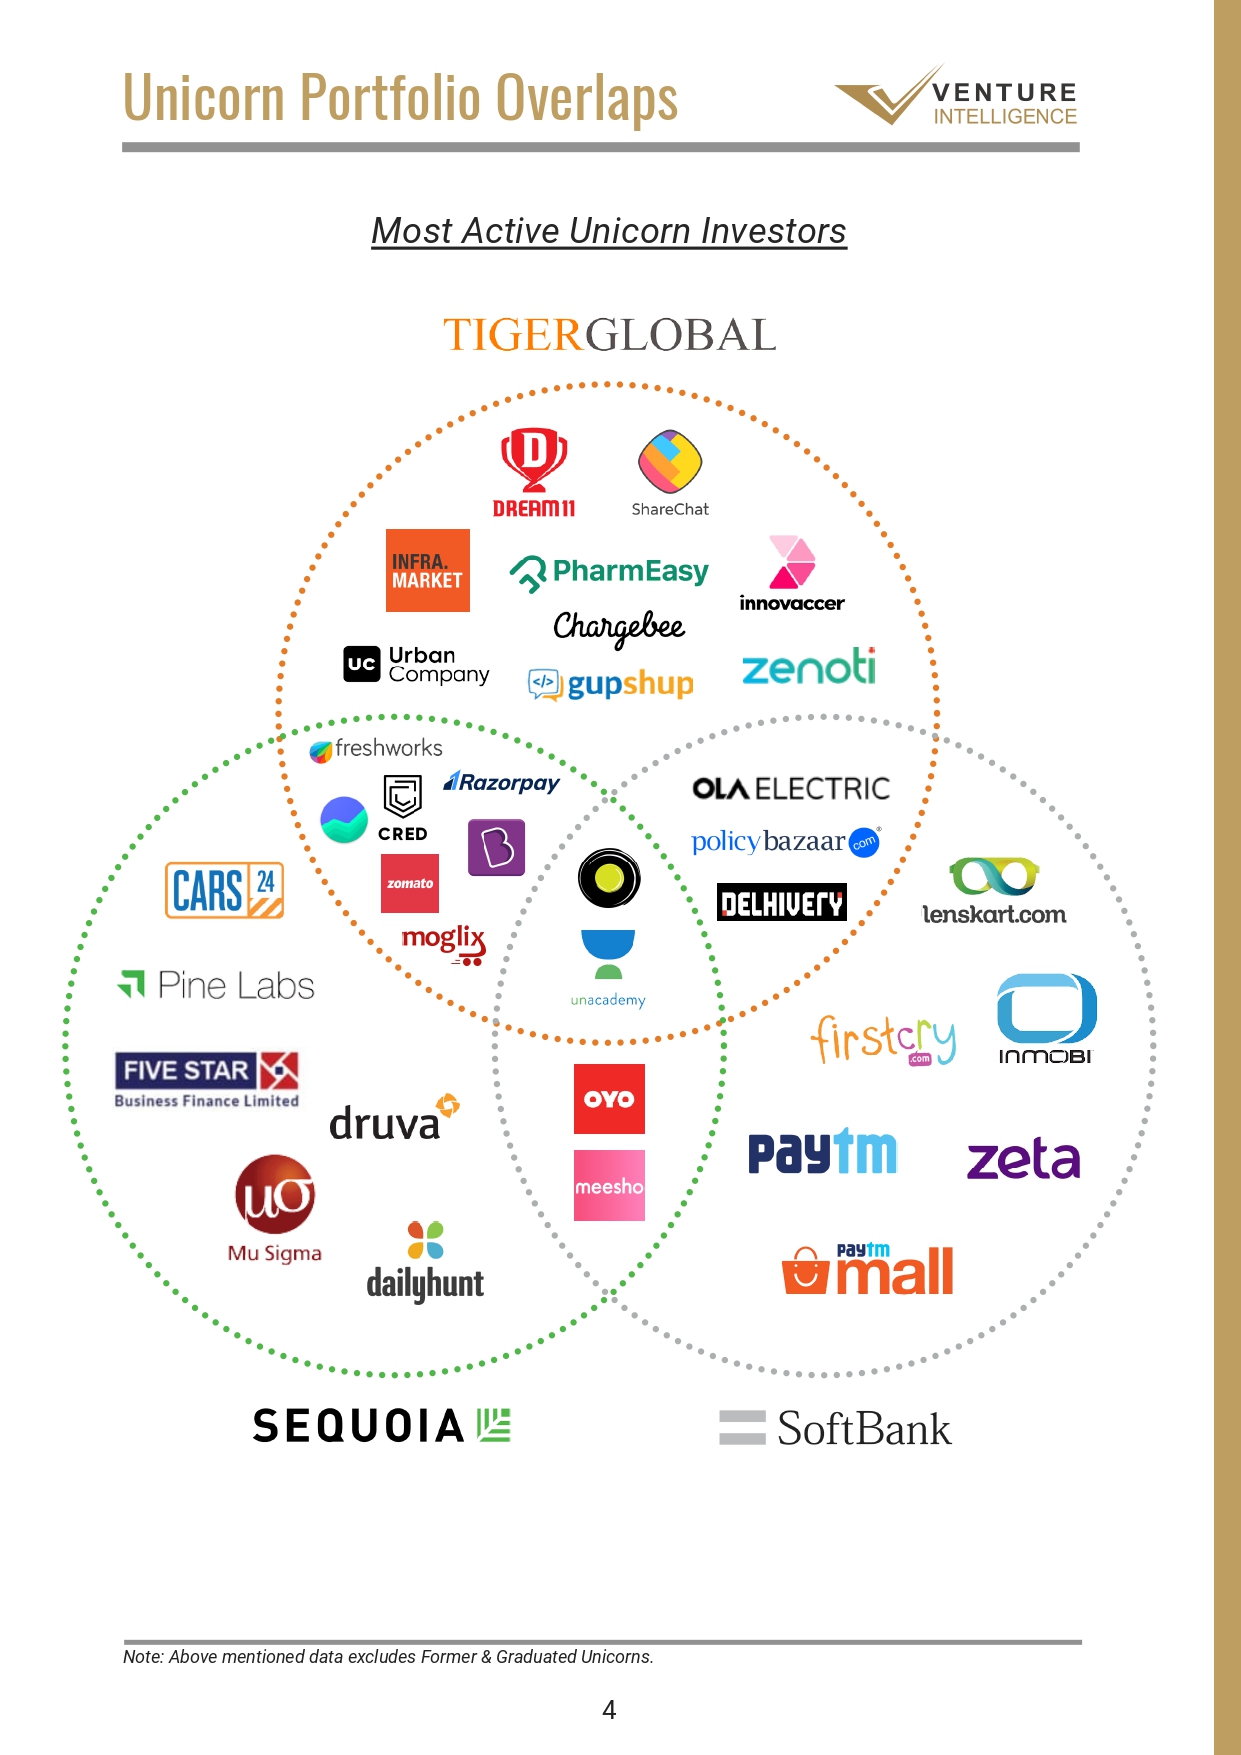 Unicorn Portfolio Overlaps
VENTURE
INTELLIGENCE
Most Active Unicorn Investors
TIGERGLOBAL
D
DREAM11
ShareChat
INFRA.
MARKET
PharmEasy
innovaccer
Chargebee
UC Urban
Company
</> gupshup
zenoti
freshworks
Razorpay
CRED
OLA ELECTRIC
policybazaar com
B
zomato
CARS 24
DELHIVERY
lenskart.com
moglix
Pine Labs
unacademy
firstcry
.com
INMOBI
FIVE STAR
Business Finance Limited
druva
OYO
paytm
zeta
meesho
μσ
Mu Sigma
dailyhunt
paytm
mall
SEQUOIA
SoftBank
Note: Above mentioned data excludes Former & Graduated Unicorns.
4